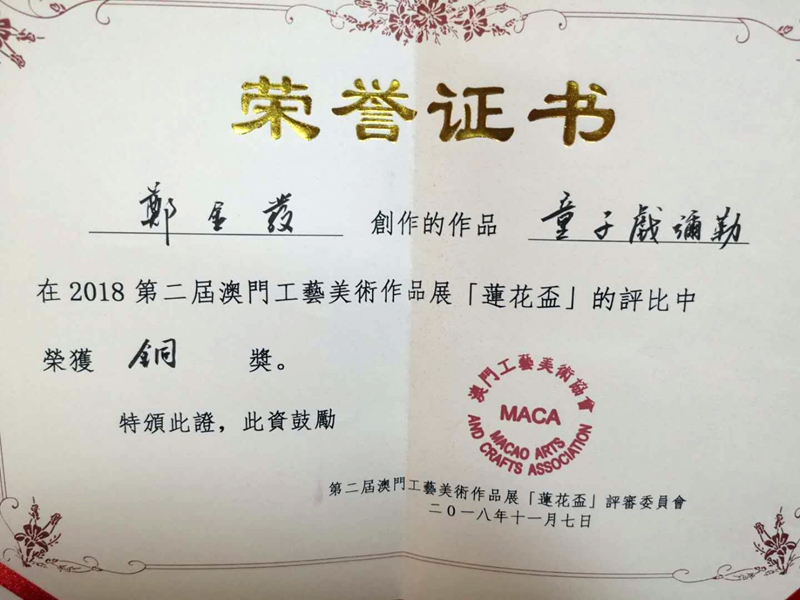 荣誉证书
鄭金發 創作的作品 童子戲彌勒
在2018第二屆澳門工藝美術作品展「蓮花盃」的評比中
榮獲 銅 獎。
特頒此證，此資鼓勵
澳門工藝美術協會
MACA
MACAO ARTS
AND CRAFTS ASSOCIATION
第二屆澳門工藝美術作品展「蓮花盃」評審委員會
二〇一八年十一月七日